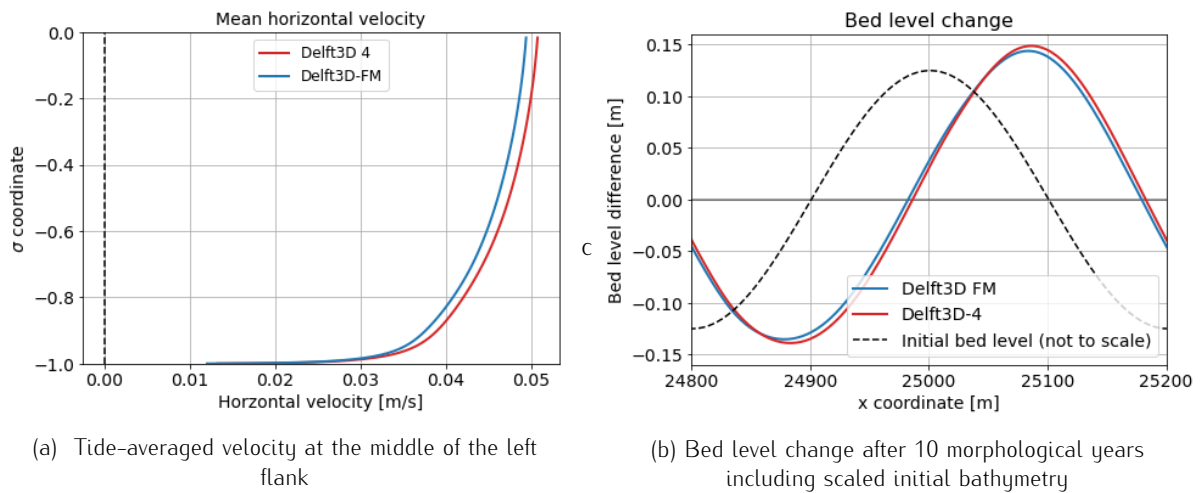 Mean horizontal velocity
0.0
−0.2
−0.4
−0.6
−0.8
−1.0
σ coordinate
Delft3D 4
Delft3D-FM
0.00
0.01
0.02
0.03
0.04
0.05
Horzontal velocity [m/s]
(a) Tide-averaged velocity at the middle of the left
flank
c
Bed level change
0.15
0.10
0.05
0.00
−0.05
−0.10
−0.15
Bed level difference [m]
Delft3D FM
Delft3D-4
Initial bed level (not to scale)
24800
24900
25000
25100
25200
x coordinate [m]
(b) Bed level change after 10 morphological years
including scaled initial bathymetry